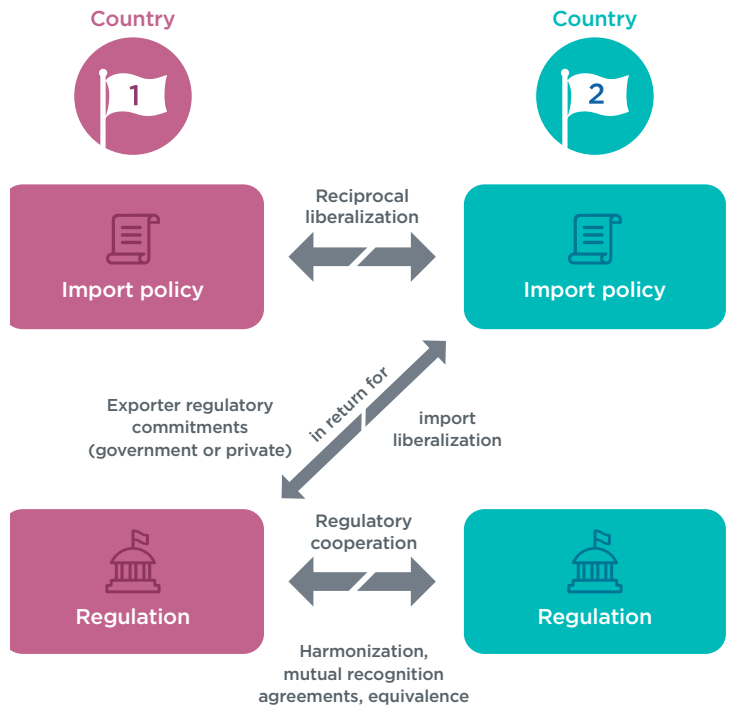 Country
Country
1
2
Reciprocal
liberalization
Import policy
Import policy
Exporter regulatory
commitments
(government or private)
in return for
import
liberalization
Regulatory
cooperation
Regulation
Regulation
Harmonization,
mutual recognition
agreements, equivalence